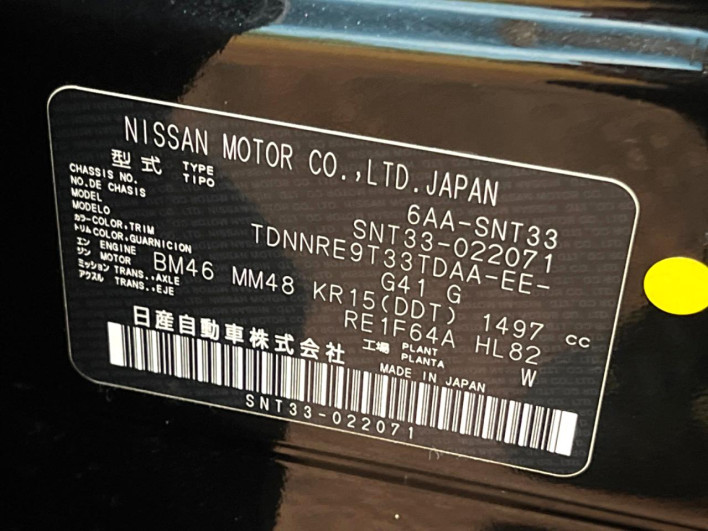 NISSAN MOTOR CO.,LTD.JAPAN
型式 TYPE TIPO 6AA-SNT33
CHASSIS NO. NO.DE CHASIS SNT33-022071
MODEL MODELO TDNNRE9T33TDAA-EE-
カラー COLOR,TRIM トリム COLOR,GUARNICION G41 G
エンジン ENGINE MOTOR BM46 MM48 KR15(DDT) 1497 cc
ミッション TRANS.,AXLE アクスル TRANS.,EJE RE1F64A HL82
日産自動車株式会社 工場 PLANT PLANTA W
MADE IN JAPAN
SNT33-022071